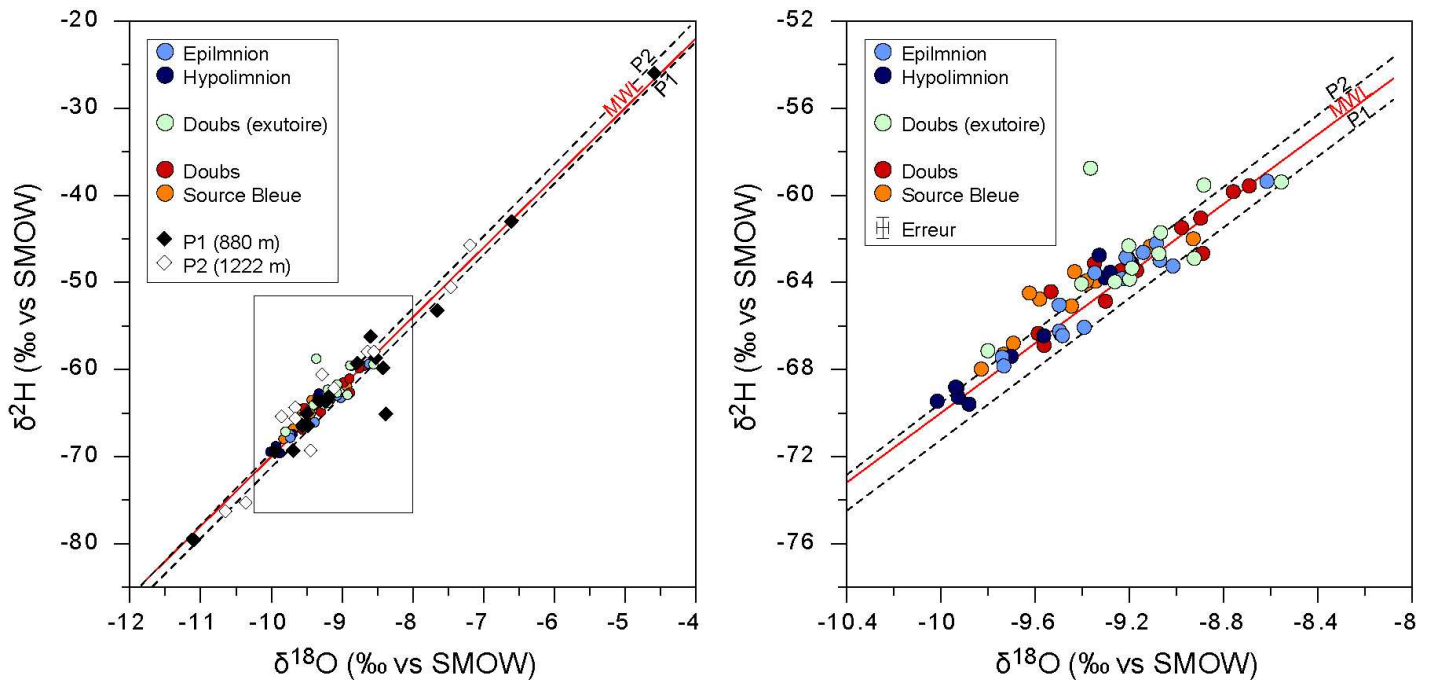 -20
-30
-40
-50
-60
-70
-80
δ²H (‰ vs SMOW)
Epilmnion
Hypolimnion
Doubs (exutoire)
Doubs
Source Bleue
P1 (880 m)
P2 (1222 m)
P2
MWL
P1
-12 -11 -10 -9 -8 -7 -6 -5 -4
δ¹⁸O (‰ vs SMOW)
-52
-56
-60
-64
-68
-72
-76
δ²H (‰ vs SMOW)
Epilmnion
Hypolimnion
Doubs (exutoire)
Doubs
Source Bleue
Erreur
P2
MWL
P1
-10.4 -10 -9.6 -9.2 -8.8 -8.4 -8
δ¹⁸O (‰ vs SMOW)